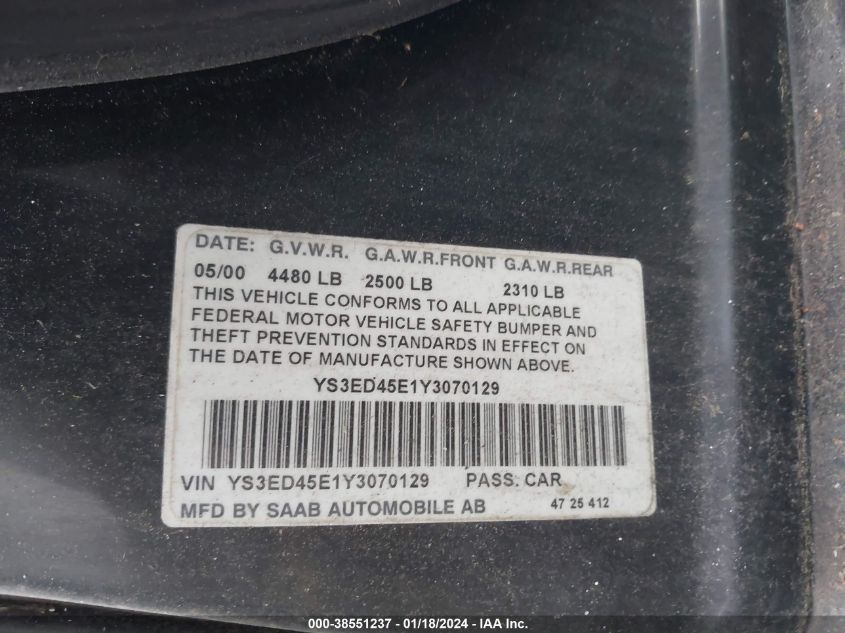 DATE: G.V.W.R. G.A.W.R.FRONT G.A.W.R.REAR
05/00 4480 LB 2500 LB 2310 LB
THIS VEHICLE CONFORMS TO ALL APPLICABLE
FEDERAL MOTOR VEHICLE SAFETY BUMPER AND
THEFT PREVENTION STANDARDS IN EFFECT ON
THE DATE OF MANUFACTURE SHOWN ABOVE.
YS3ED45E1Y3070129
VIN YS3ED45E1Y3070129 PASS. CAR
MFD BY SAAB AUTOMOBILE AB 47 25 412
000-38551237 - 01/18/2024 - IAA Inc.